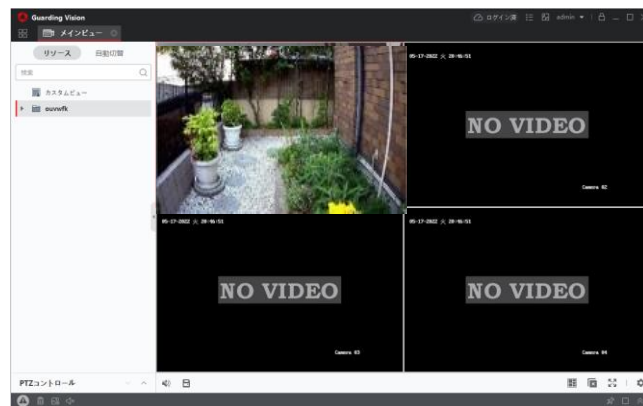 Guarding Vision
ログイン済 admin
メインビュー
リソース 自動切替
検索
カスタムビュー
ouvwfk
05-17-2022 火 20:46:51
NO VIDEO
Camera 02
05-17-2022 火 20:46:51
NO VIDEO
Camera 03
05-17-2022 火 20:46:51
NO VIDEO
Camera 04
PTZコントロール